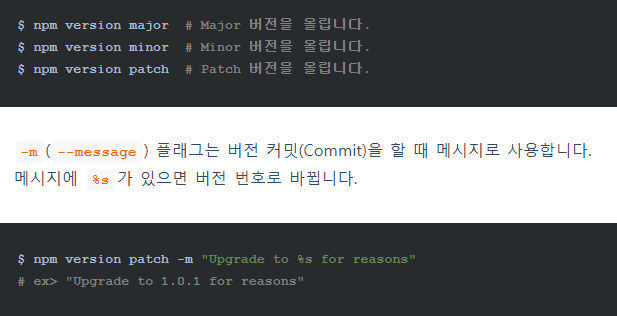 $ npm version major  # Major 버전을 올립니다.
$ npm version minor  # Minor 버전을 올립니다.
$ npm version patch  # Patch 버전을 올립니다.
-m (--message) 플래그는 버전 커밋(Commit)을 할 때 메시지로 사용합니다.
메시지에 %s 가 있으면 버전 번호로 바뀝니다.
$ npm version patch -m "Upgrade to %s for reasons"
# ex> "Upgrade to 1.0.1 for reasons"